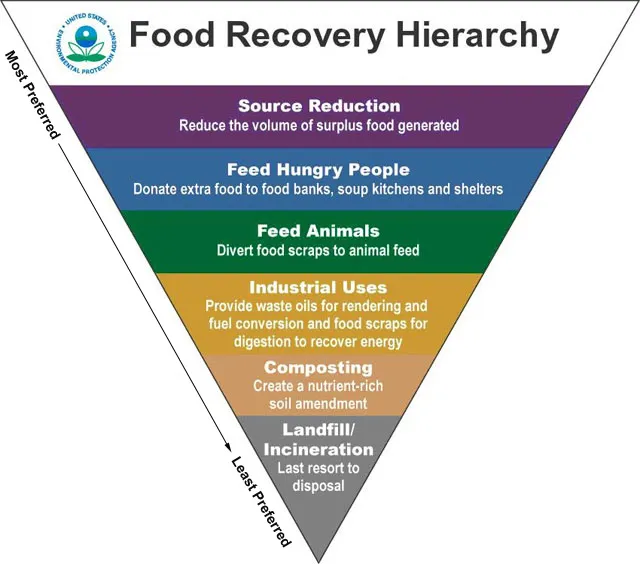 UNITED STATES
ENVIRONMENTAL PROTECTION AGENCY
Food Recovery Hierarchy
Most Preferred
Source Reduction
Reduce the volume of surplus food generated
Feed Hungry People
Donate extra food to food banks, soup kitchens and shelters
Feed Animals
Divert food scraps to animal feed
Industrial Uses
Provide waste oils for rendering and
fuel conversion and food scraps for
digestion to recover energy
Composting
Create a nutrient-rich
soil amendment
Landfill/
Incineration
Last resort to
disposal
Least Preferred